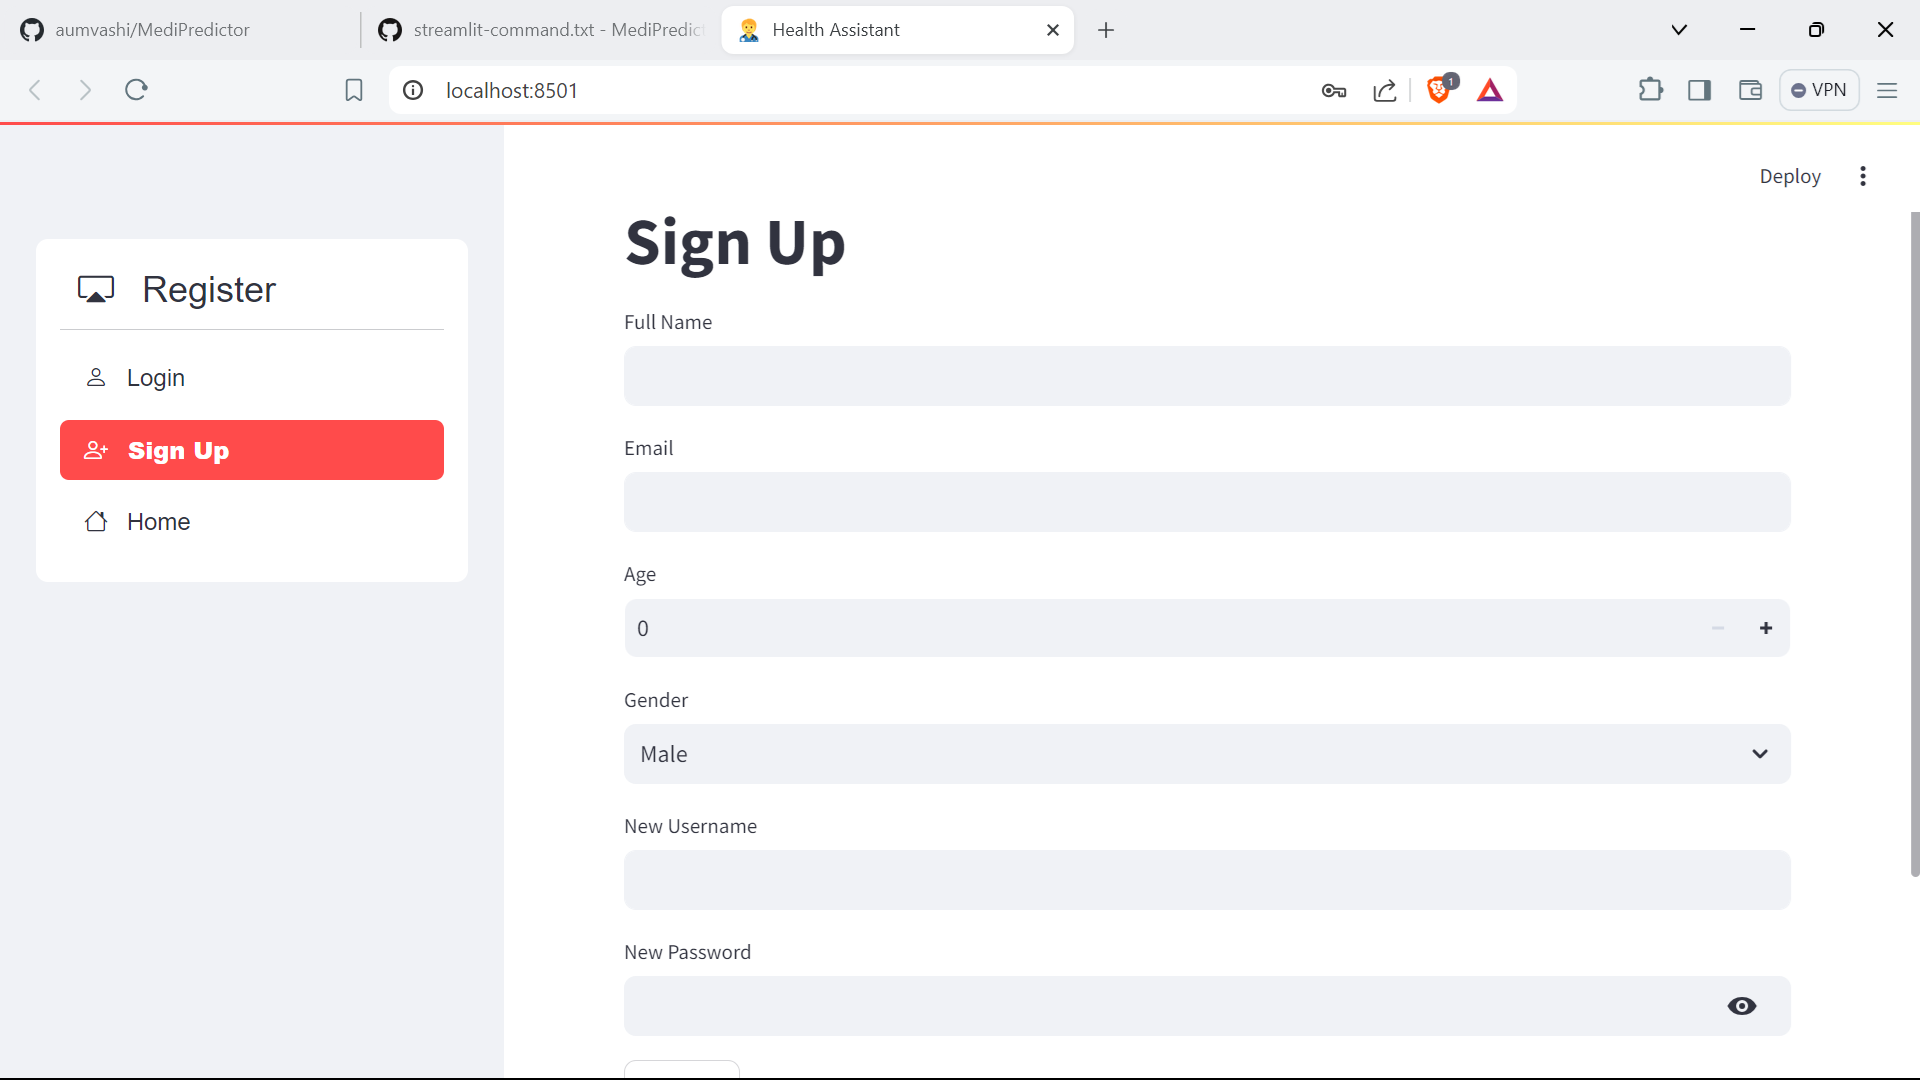 aumvashi/MediPredictor
streamlit-command.txt - MediPredic
Health Assistant
localhost:8501
1
VPN
Deploy
Register
Login
Sign Up
Home
Sign Up
Full Name
Email
Age
0
Gender
Male
New Username
New Password